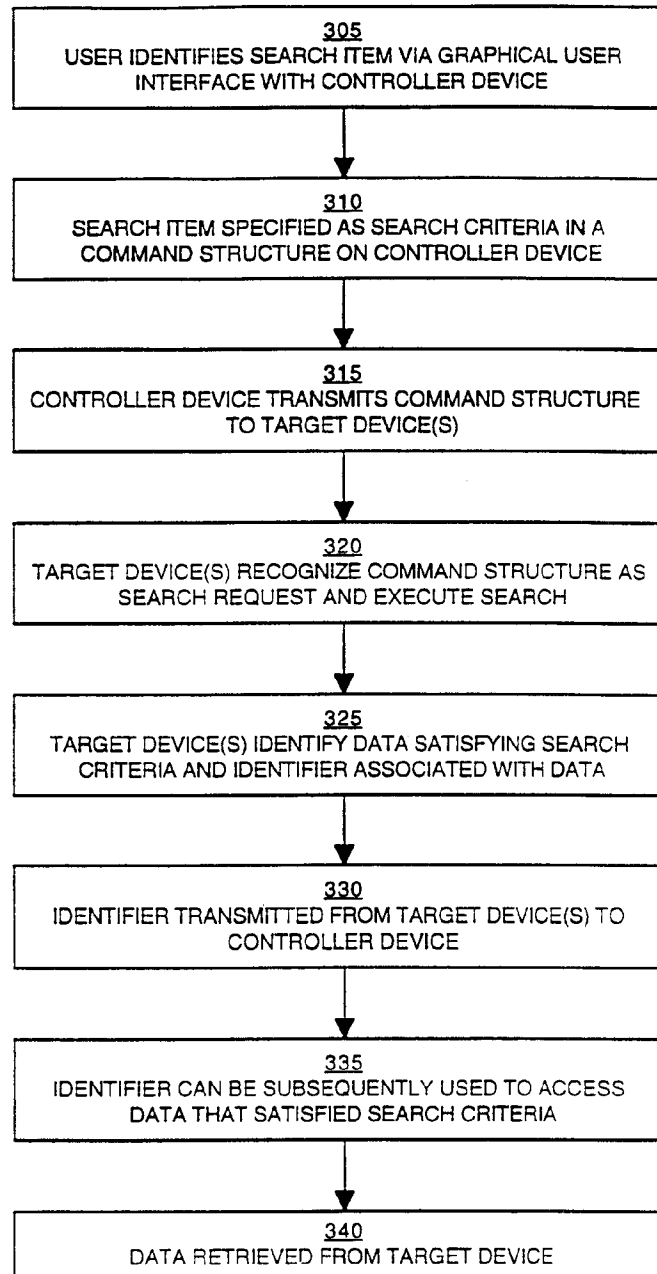 305
USER IDENTIFIES SEARCH ITEM VIA GRAPHICAL USER
INTERFACE WITH CONTROLLER DEVICE
310
SEARCH ITEM SPECIFIED AS SEARCH CRITERIA IN A
COMMAND STRUCTURE ON CONTROLLER DEVICE
315
CONTROLLER DEVICE TRANSMITS COMMAND STRUCTURE
TO TARGET DEVICE(S)
320
TARGET DEVICE(S) RECOGNIZE COMMAND STRUCTURE AS
SEARCH REQUEST AND EXECUTE SEARCH
325
TARGET DEVICE(S) IDENTIFY DATA SATISFYING SEARCH
CRITERIA AND IDENTIFIER ASSOCIATED WITH DATA
330
IDENTIFIER TRANSMITTED FROM TARGET DEVICE(S) TO
CONTROLLER DEVICE
335
IDENTIFIER CAN BE SUBSEQUENTLY USED TO ACCESS
DATA THAT SATISFIED SEARCH CRITERIA
340
DATA RETRIEVED FROM TARGET DEVICE